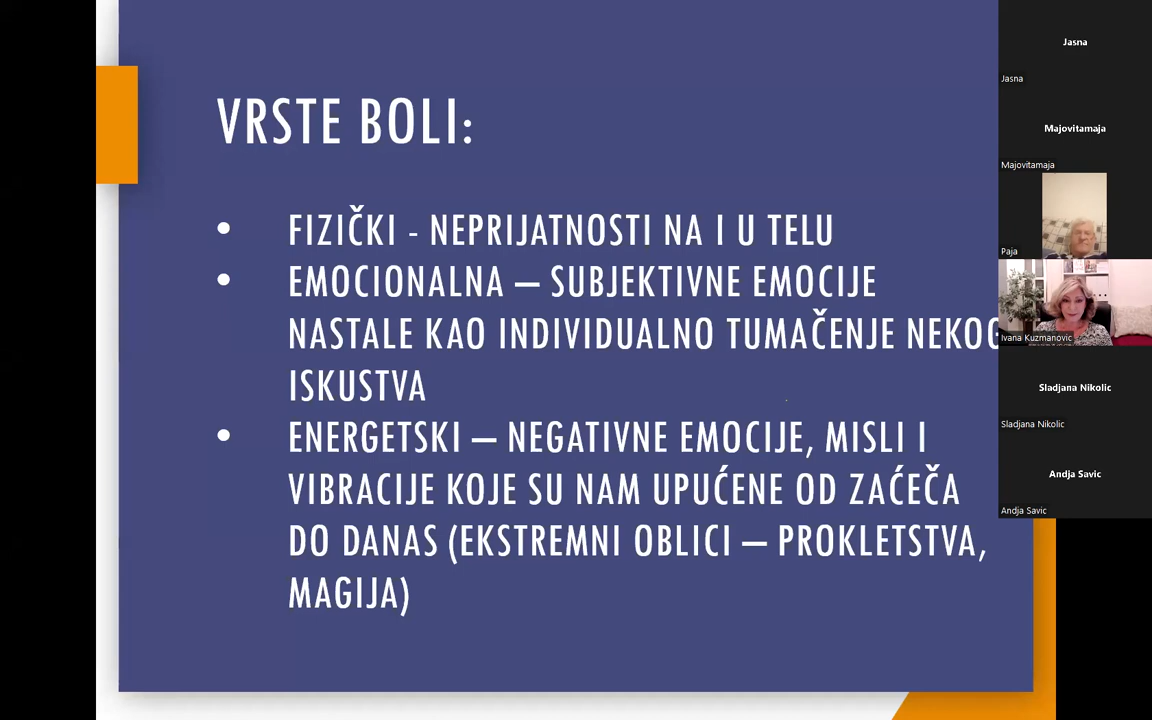 VRSTE BOLI:
• FIZIČKI - NEPRIJATNOSTI NA I U TELU
• EMOCIONALNA – SUBJEKTIVNE EMOCIJE
NASTALE KAO INDIVIDUALNO TUMAČENJE NEKOG
ISKUSTVA
• ENERGETSKI – NEGATIVNE EMOCIJE, MISLI I
VIBRACIJE KOJE SU NAM UPUĆENE OD ZAĆEČA
DO DANAS (EKSTREMNI OBLICI – PROKLETSTVA,
MAGIJA)
Jasna
Jasna
Majovitamaja
Majovitamaja
Paja
Ivana Kuzmanovic
Sladjana Nikolic
Sladjana Nikolic
Andja Savic
Andja Savic